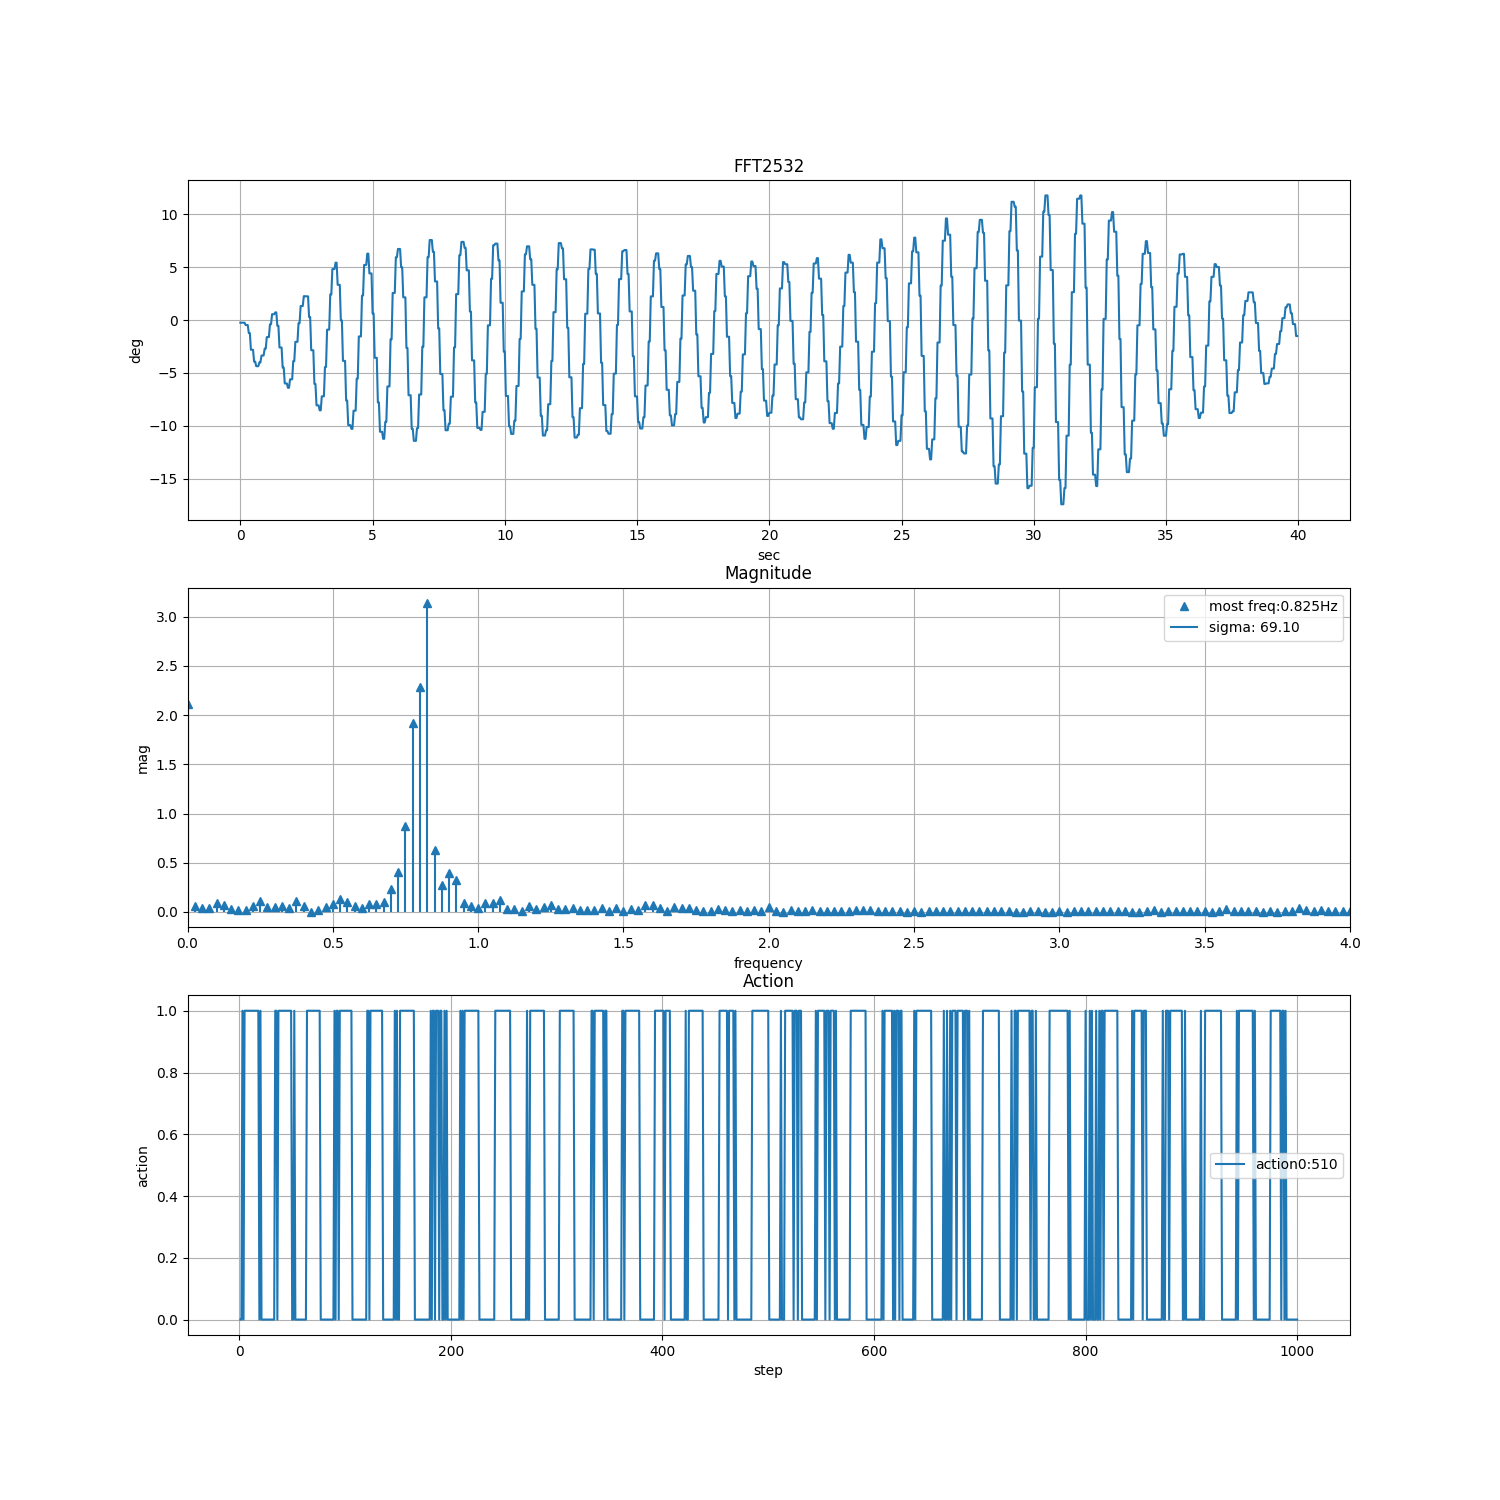 FFT2532
10
5
0
−5
−10
−15
deg
0 5 10 15 20 25 30 35 40
sec
Magnitude
most freq:0.825Hz
sigma: 69.10
3.0
2.5
2.0
1.5
1.0
0.5
0.0
mag
0.0 0.5 1.0 1.5 2.0 2.5 3.0 3.5 4.0
frequency
Action
1.0
0.8
0.6
0.4
0.2
0.0
action
action0:510
0 200 400 600 800 1000
step